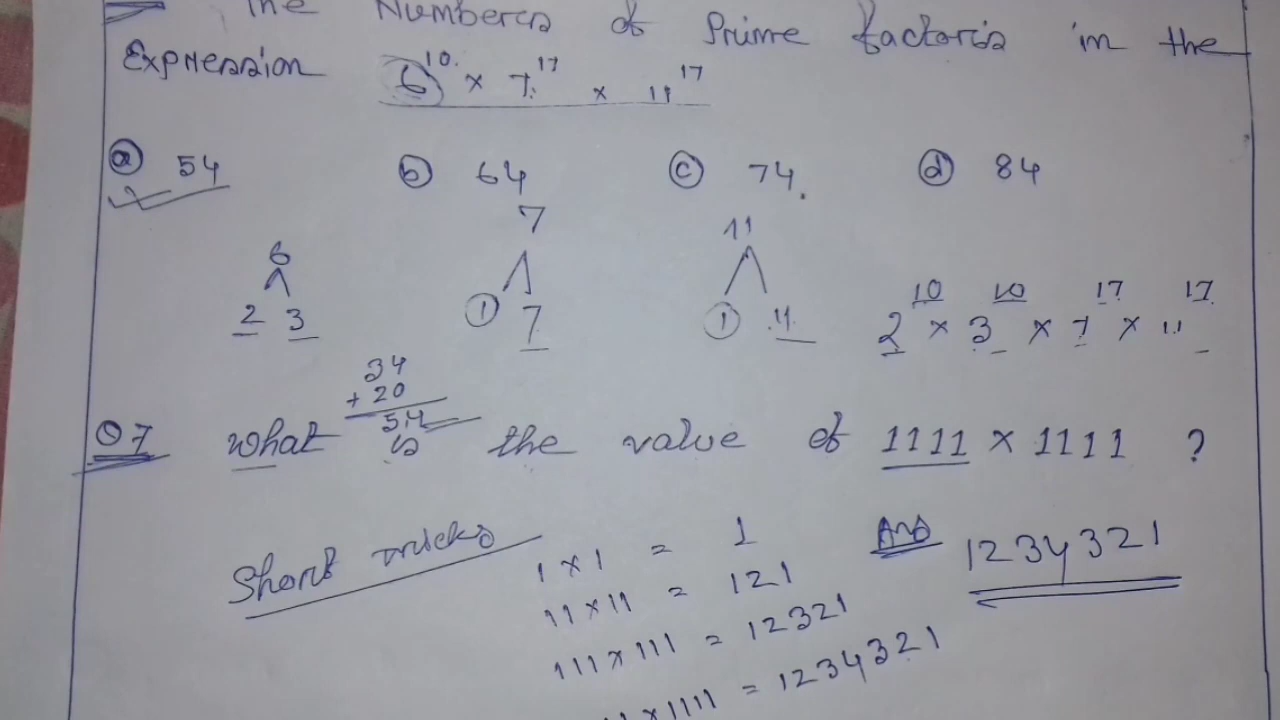 The Numbers of Prime factors in the
Expression 6^10 × 7^17 × 11^17
ⓐ 54 ⓑ 64 ⓒ 74. ⓓ 84
6
2 3
7
1 7
11
1 11
2^10 × 3^10 × 7^17 × 11^17
34
+ 20
54
Q7 what is the value of 1111 × 1111 ?
Short tricks
1 × 1 = 1
11 × 11 = 121
111 × 111 = 12321
11 × 1111 = 1234321
Ans 1234321